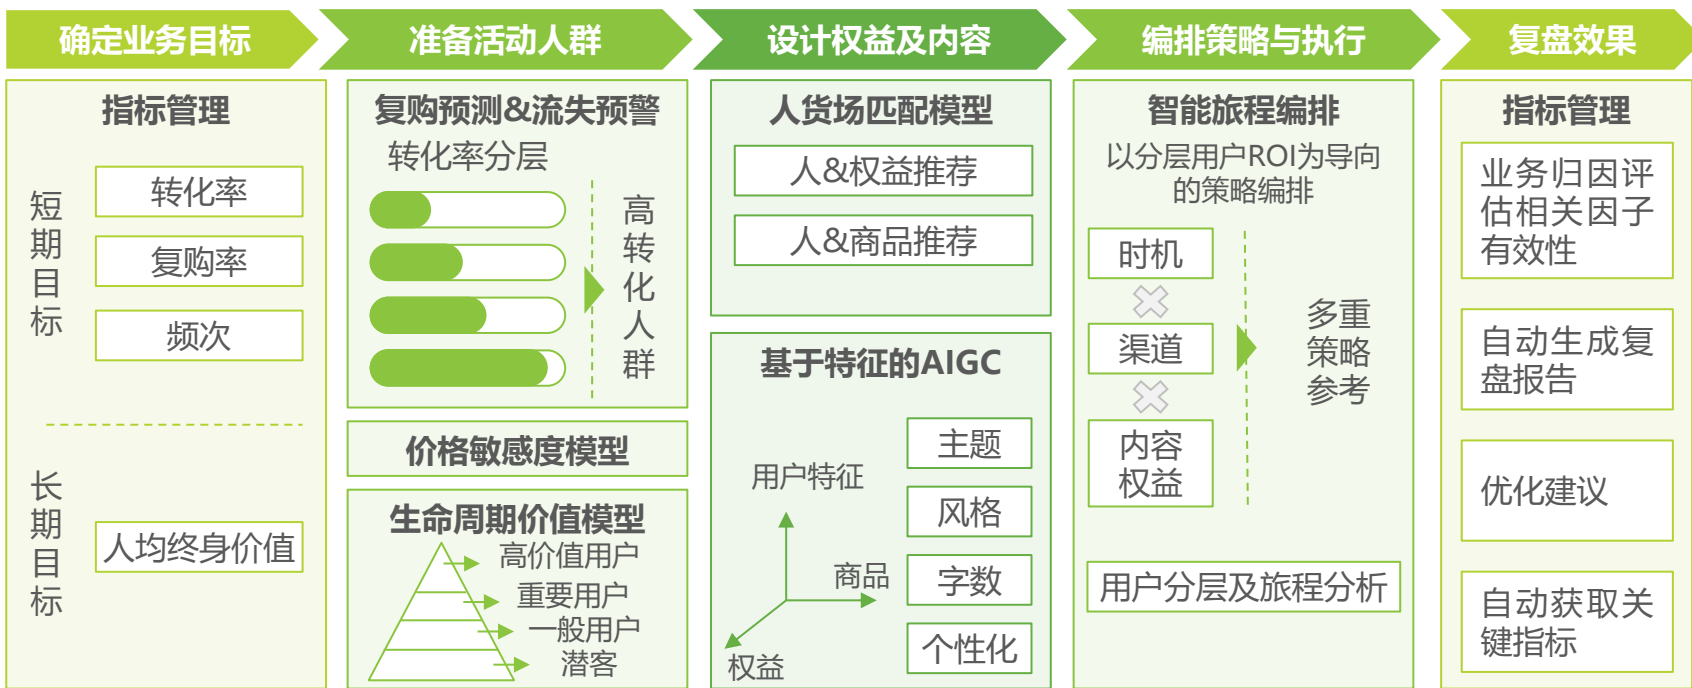 确定业务目标
准备活动人群
设计权益及内容
编排策略与执行
复盘效果
指标管理
短期目标
转化率
复购率
频次
长期目标
人均终身价值
复购预测&流失预警
转化率分层
高转化人群
价格敏感度模型
生命周期价值模型
高价值用户
重要用户
一般用户
潜客
人货场匹配模型
人&权益推荐
人&商品推荐
基于特征的AIGC
用户特征
商品
权益
主题
风格
字数
个性化
智能旅程编排
以分层用户ROI为导向
的策略编排
时机
渠道
内容
权益
多重
策略
参考
用户分层及旅程分析
指标管理
业务归因评
估相关因子
有效性
自动生成复
盘报告
优化建议
自动获取关
键指标